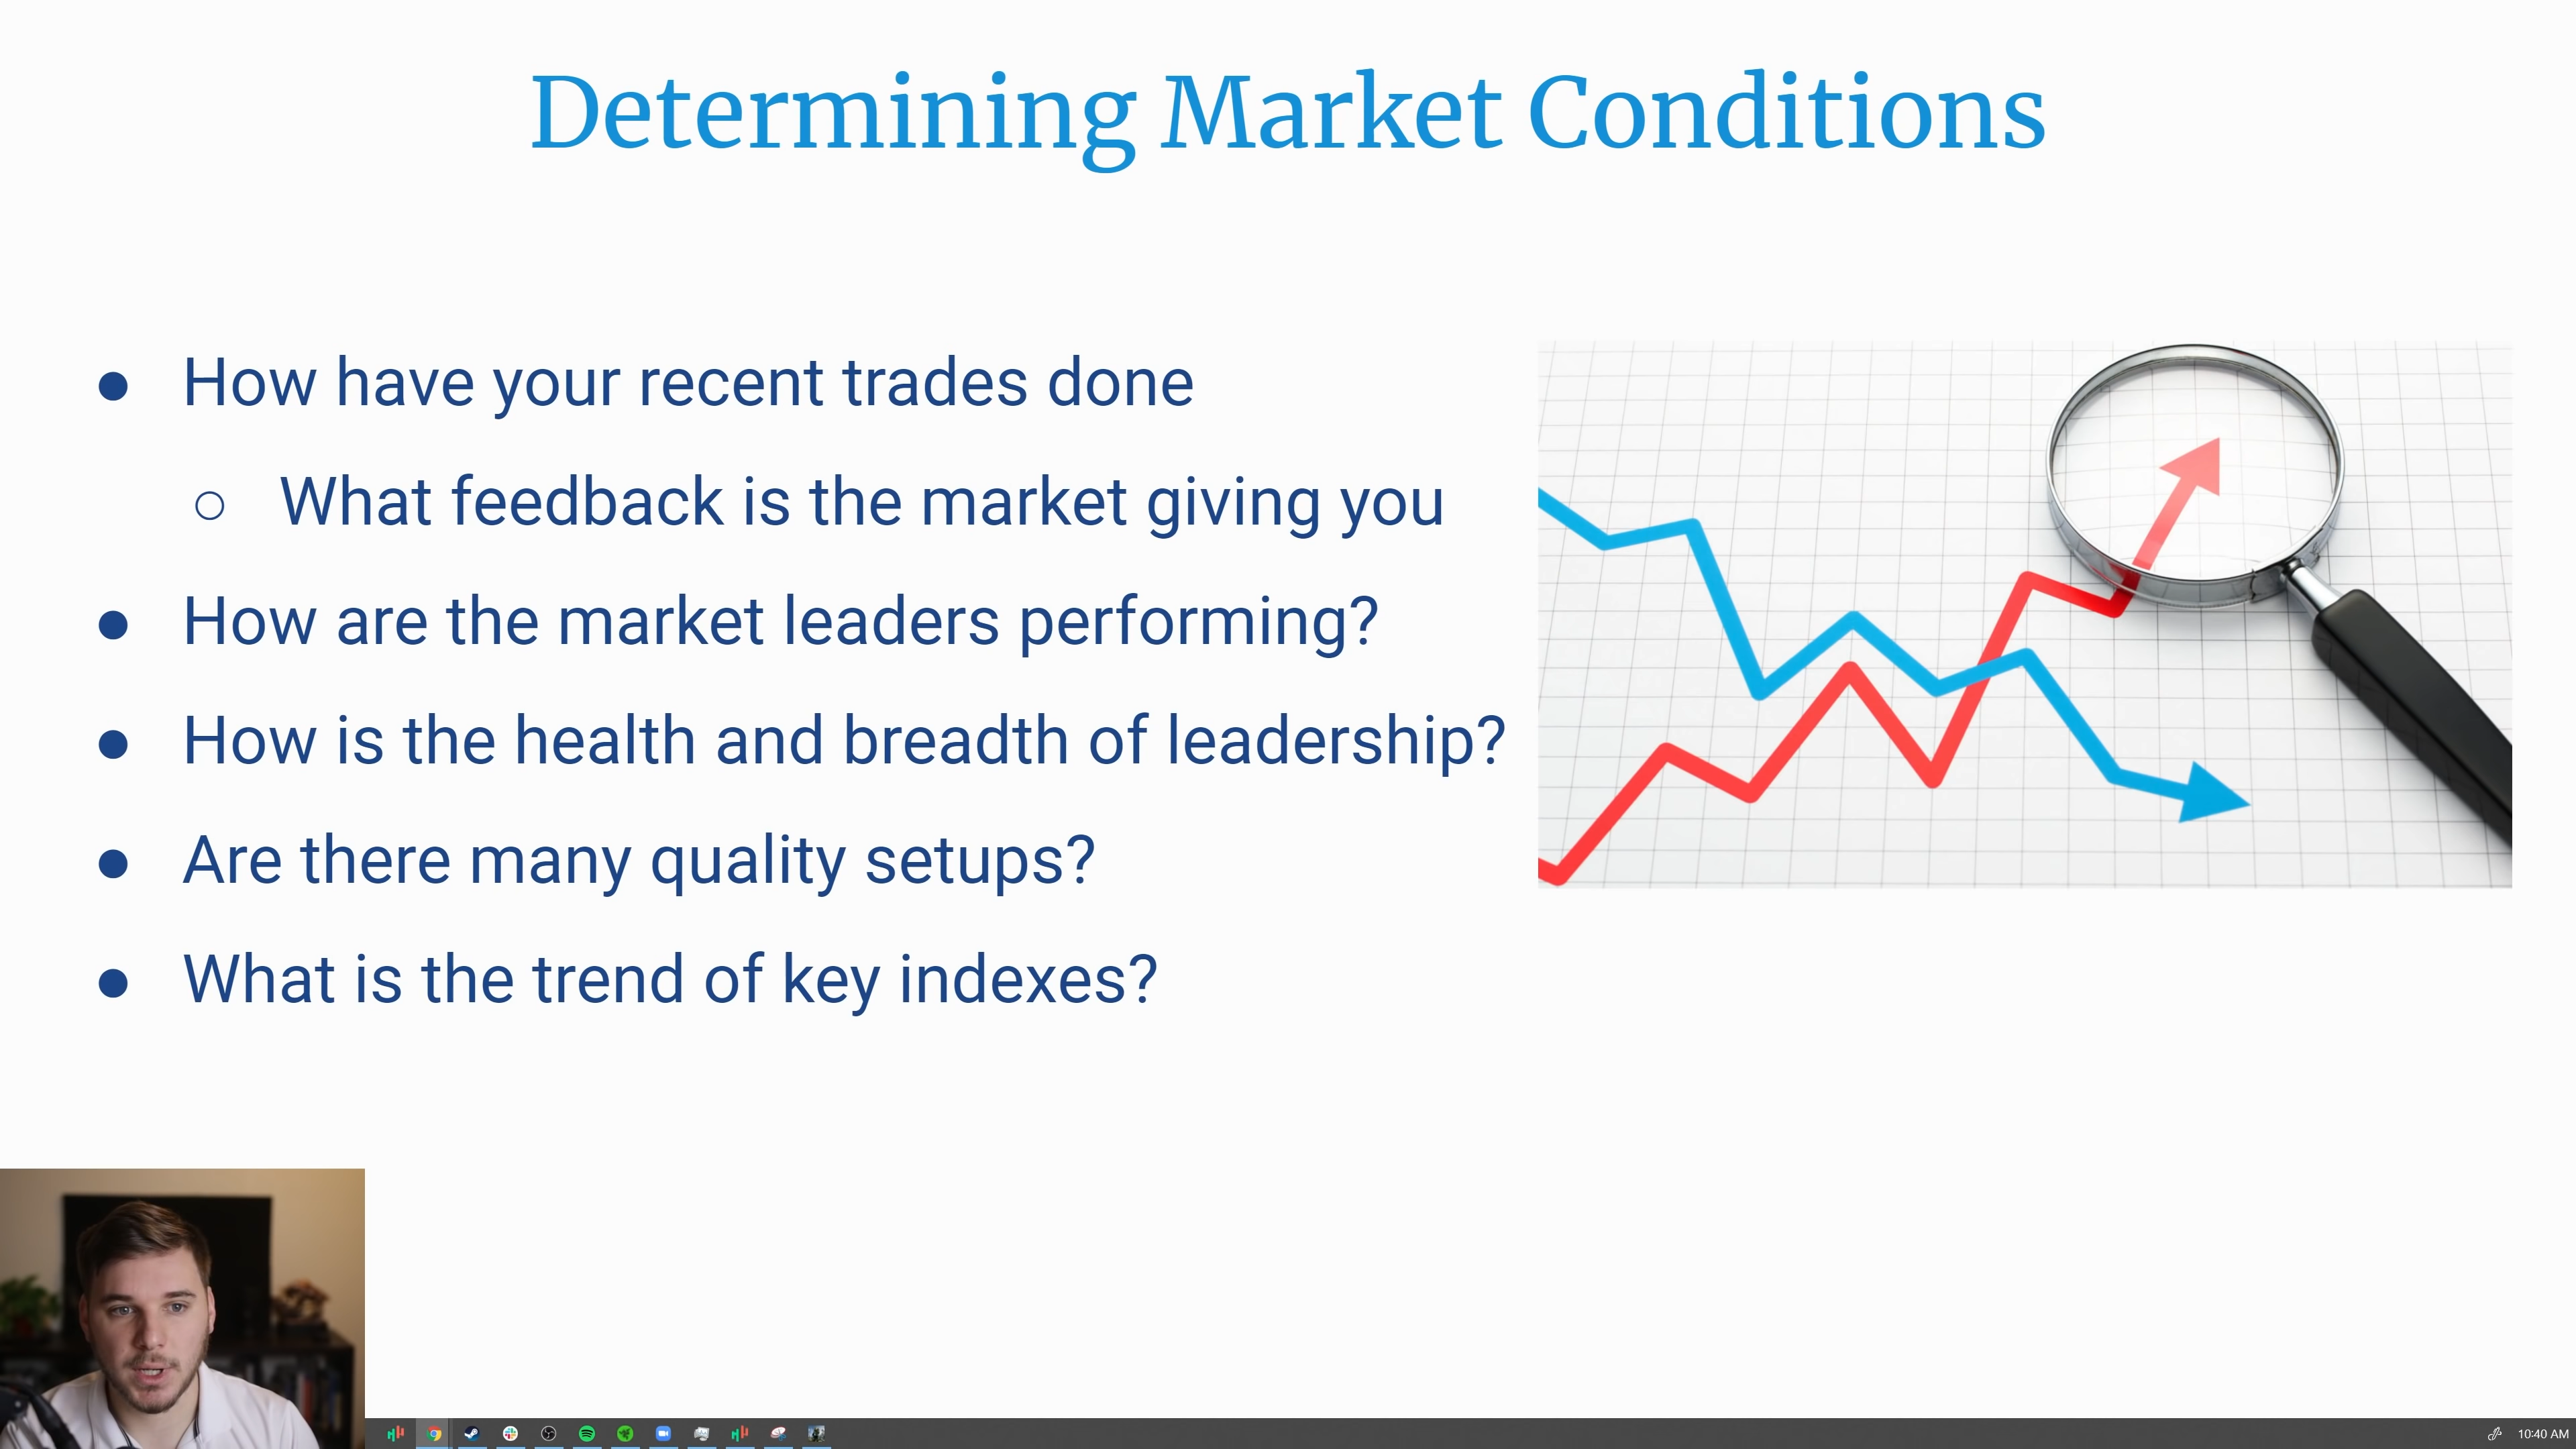 Determining Market Conditions
● How have your recent trades done
○ What feedback is the market giving you
● How are the market leaders performing?
● How is the health and breadth of leadership?
● Are there many quality setups?
● What is the trend of key indexes?
10:40 AM